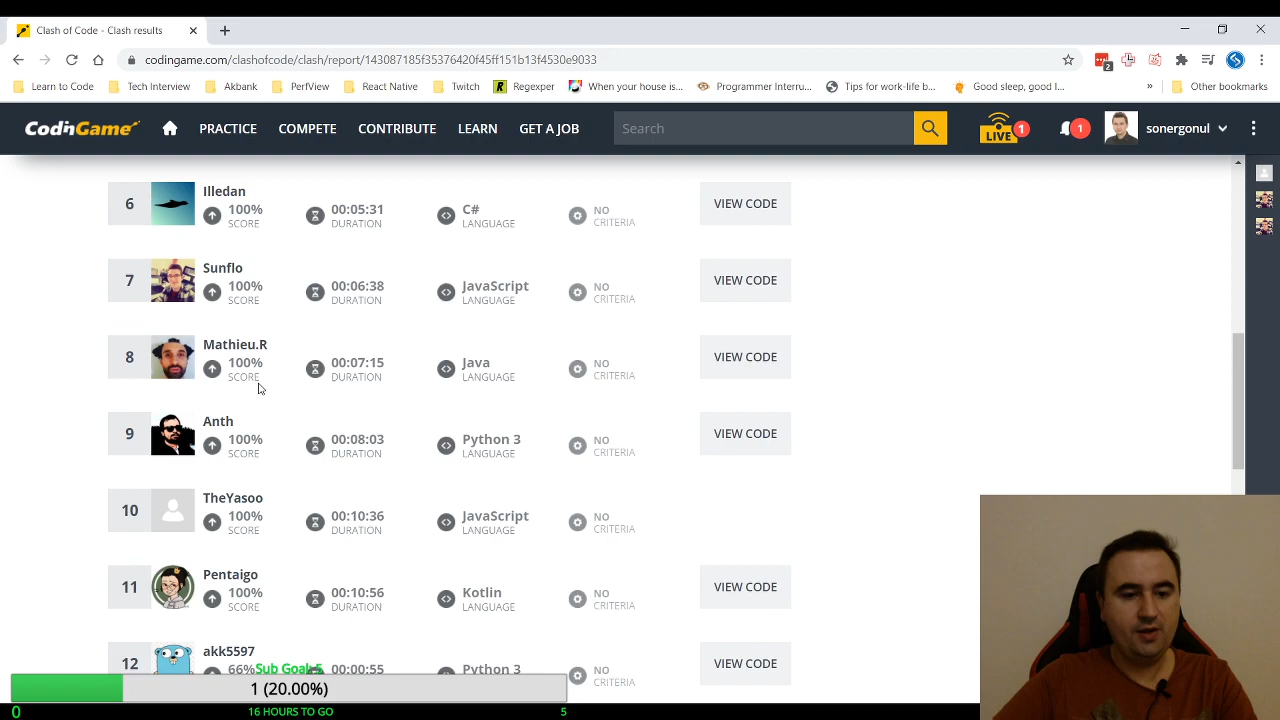 Clash of Code - Clash results
codingame.com/clashofcode/clash/report/143087185f35376420f45ff151b13f4530e9033
2
Learn to Code
Tech Interview
Akbank
PerfView
React Native
Twitch
Regexper
When your house is...
Programmer Interru...
Tips for work-life b...
Good sleep, good l...
»
Other bookmarks
CodinGame
PRACTICE
COMPETE
CONTRIBUTE
LEARN
GET A JOB
Search
LIVE
1
1
sonergonul
6
Illedan
100%
SCORE
00:05:31
DURATION
C#
LANGUAGE
NO
CRITERIA
VIEW CODE
7
Sunflo
100%
SCORE
00:06:38
DURATION
JavaScript
LANGUAGE
NO
CRITERIA
VIEW CODE
8
Mathieu.R
100%
SCORE
00:07:15
DURATION
Java
LANGUAGE
NO
CRITERIA
VIEW CODE
9
Anth
100%
SCORE
00:08:03
DURATION
Python 3
LANGUAGE
NO
CRITERIA
VIEW CODE
10
TheYasoo
100%
SCORE
00:10:36
DURATION
JavaScript
LANGUAGE
NO
CRITERIA
11
Pentaigo
100%
SCORE
00:10:56
DURATION
Kotlin
LANGUAGE
NO
CRITERIA
VIEW CODE
12
akk5597
66%
00:00:55
Python 3
NO
CRITERIA
VIEW CODE
Sub Goal: 5
1 (20.00%)
0
16 HOURS TO GO
5